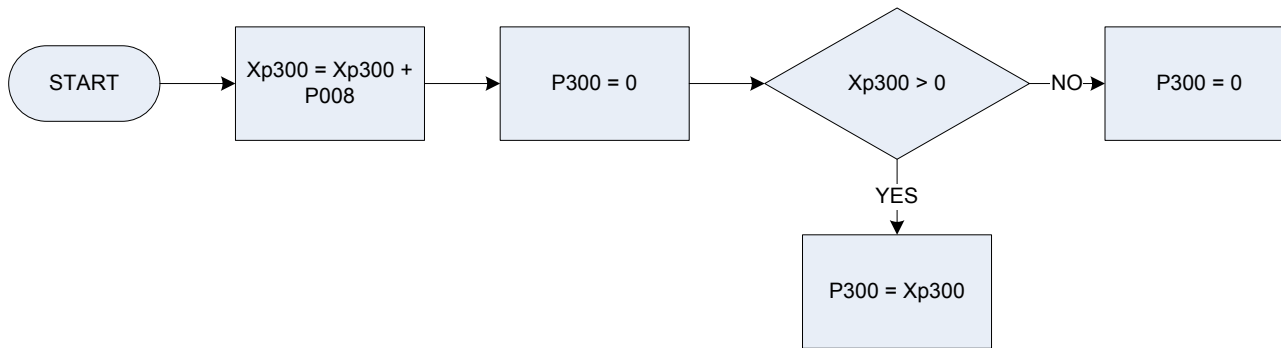 START
Xp300 = Xp300 +
P008
P300 = 0
Xp300 > 0
NO
P300 = 0
YES
P300 = Xp300